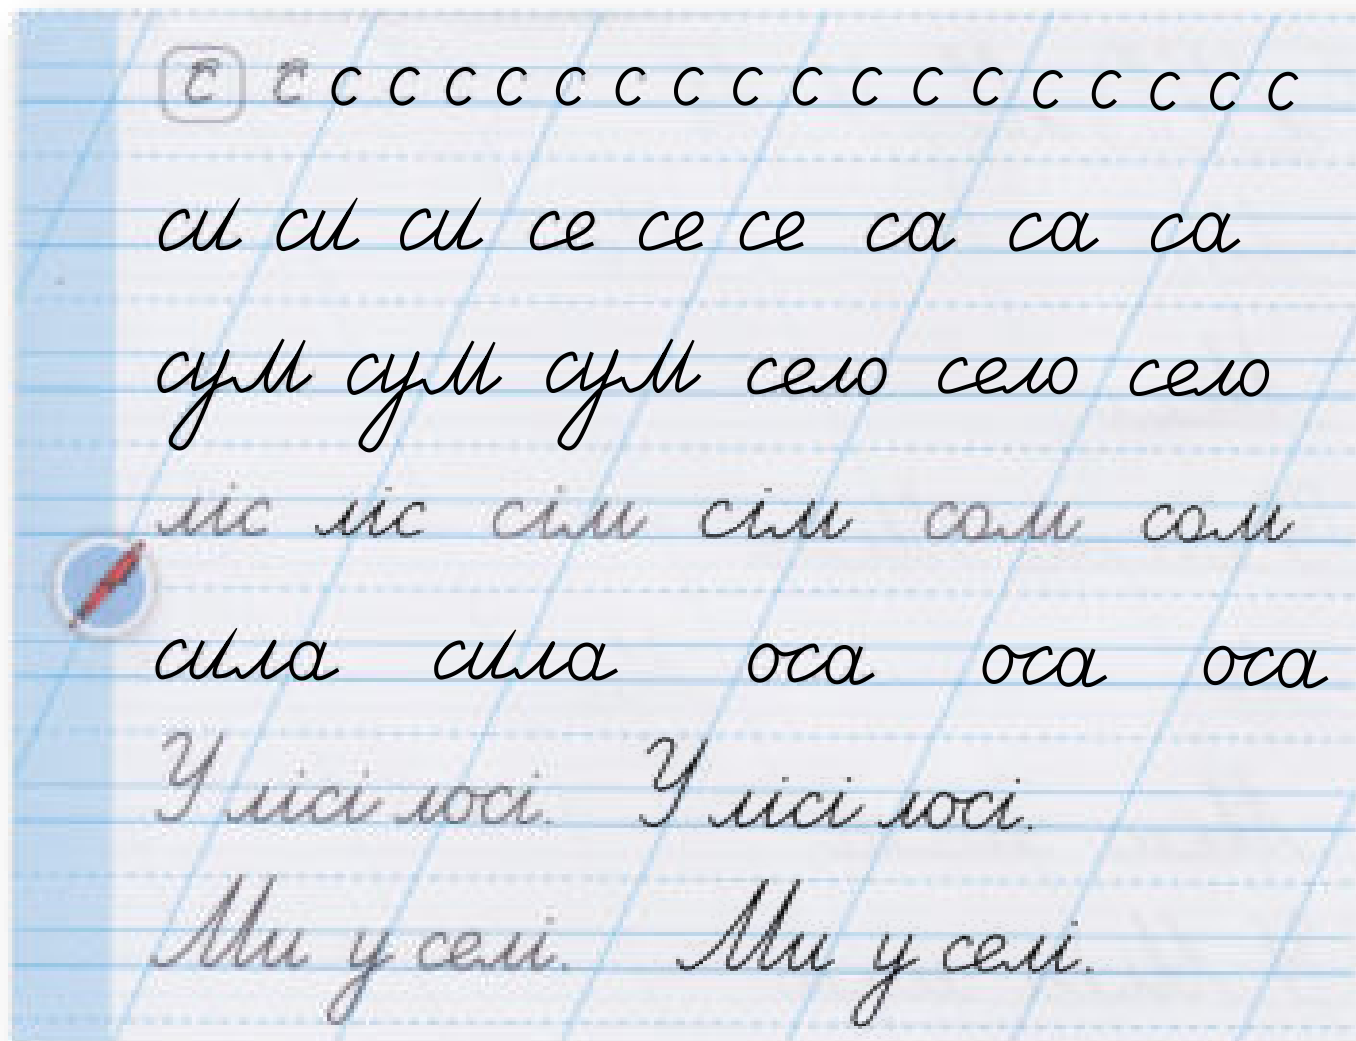 с с с с с с с с с с с с с с с с с с с
си си си се се се са са са
сум сум сум село село село
ліс ліс сім сім сом сом
сила сила оса оса оса
У лісі лосі. У лісі лосі.
Ми у селі. Ми у селі.